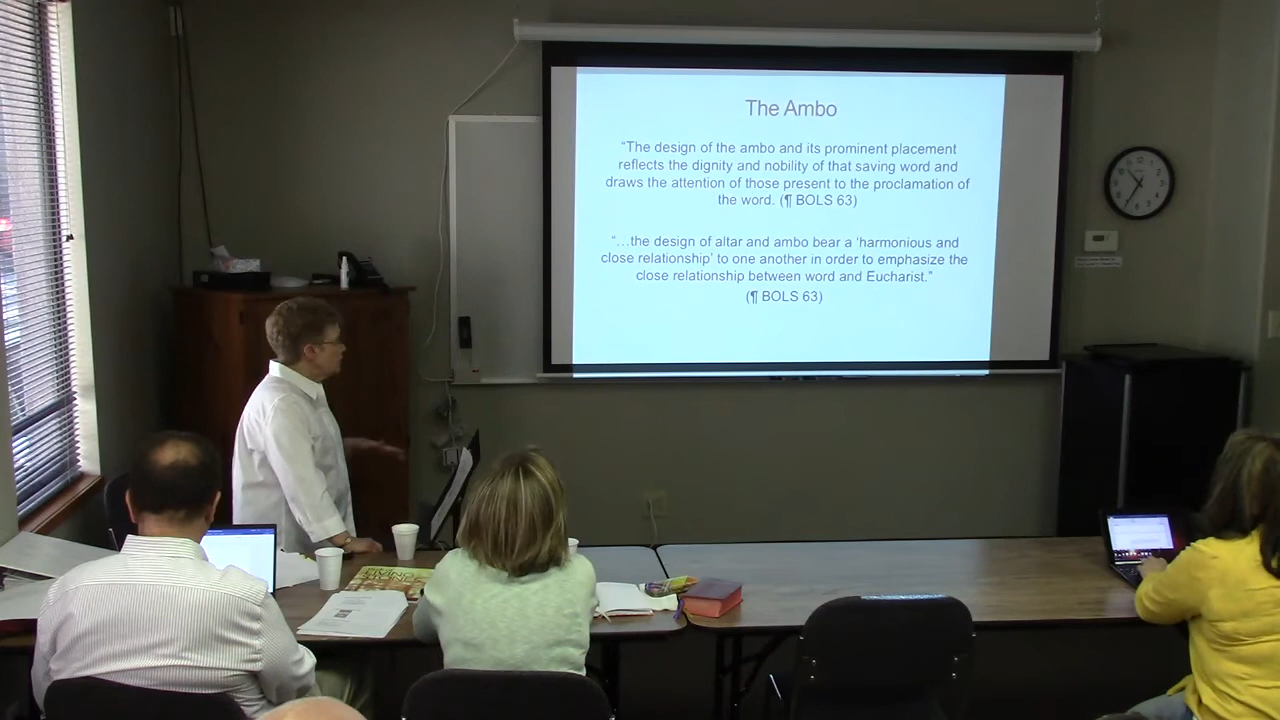 The Ambo
“The design of the ambo and its prominent placement
reflects the dignity and nobility of that saving word and
draws the attention of those present to the proclamation of
the word. (¶ BOLS 63)
“…the design of altar and ambo bear a ‘harmonious and
close relationship’ to one another in order to emphasize the
close relationship between word and Eucharist.”
(¶ BOLS 63)